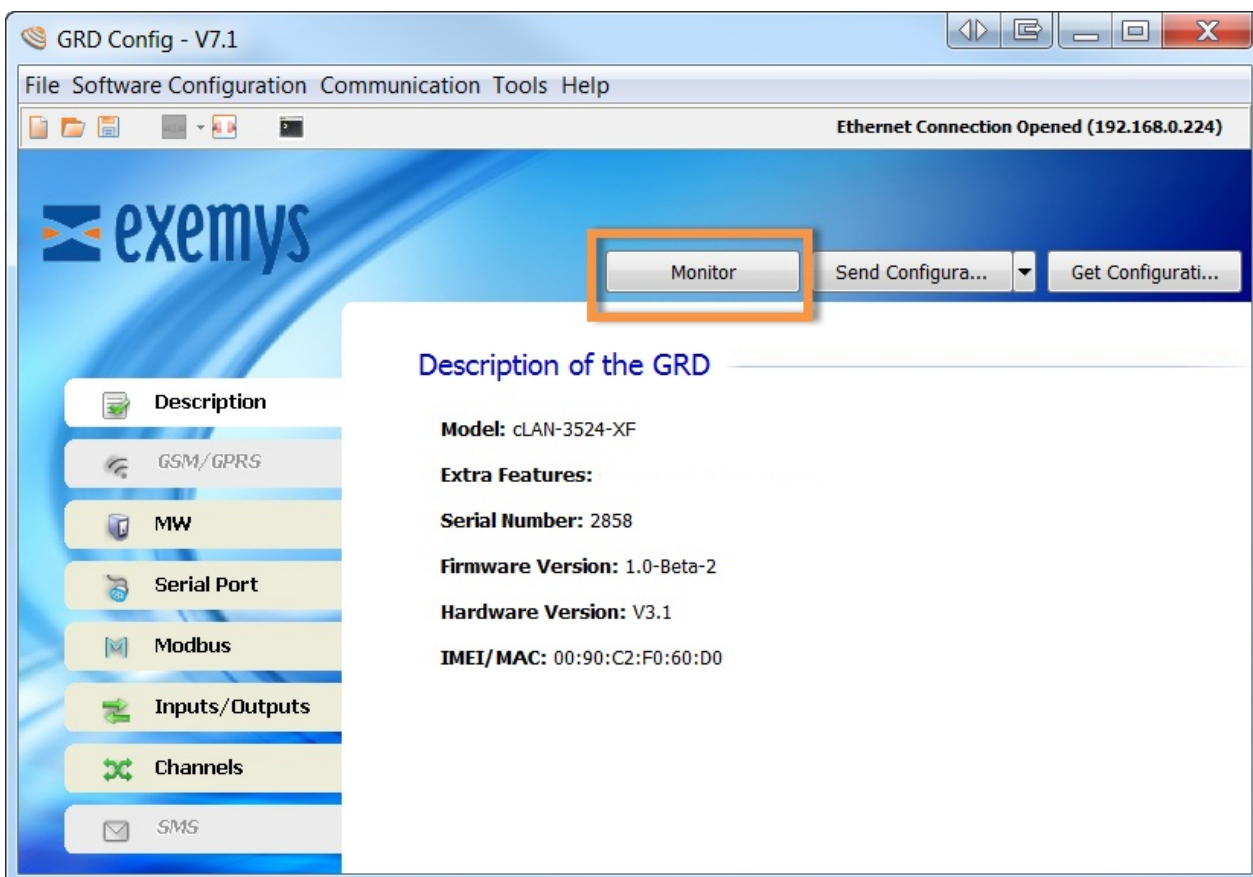 GRD Config - V7.1
File Software Configuration Communication Tools Help
Ethernet Connection Opened (192.168.0.224)
exemys
Monitor Send Configura... Get Configurati...
Description of the GRD
Description
Model: cLAN-3524-XF
GSM/GPRS
Extra Features:
MW
Serial Number: 2858
Firmware Version: 1.0-Beta-2
Serial Port
Hardware Version: V3.1
Modbus
IMEI/MAC: 00:90:C2:F0:60:D0
Inputs/Outputs
Channels
SMS